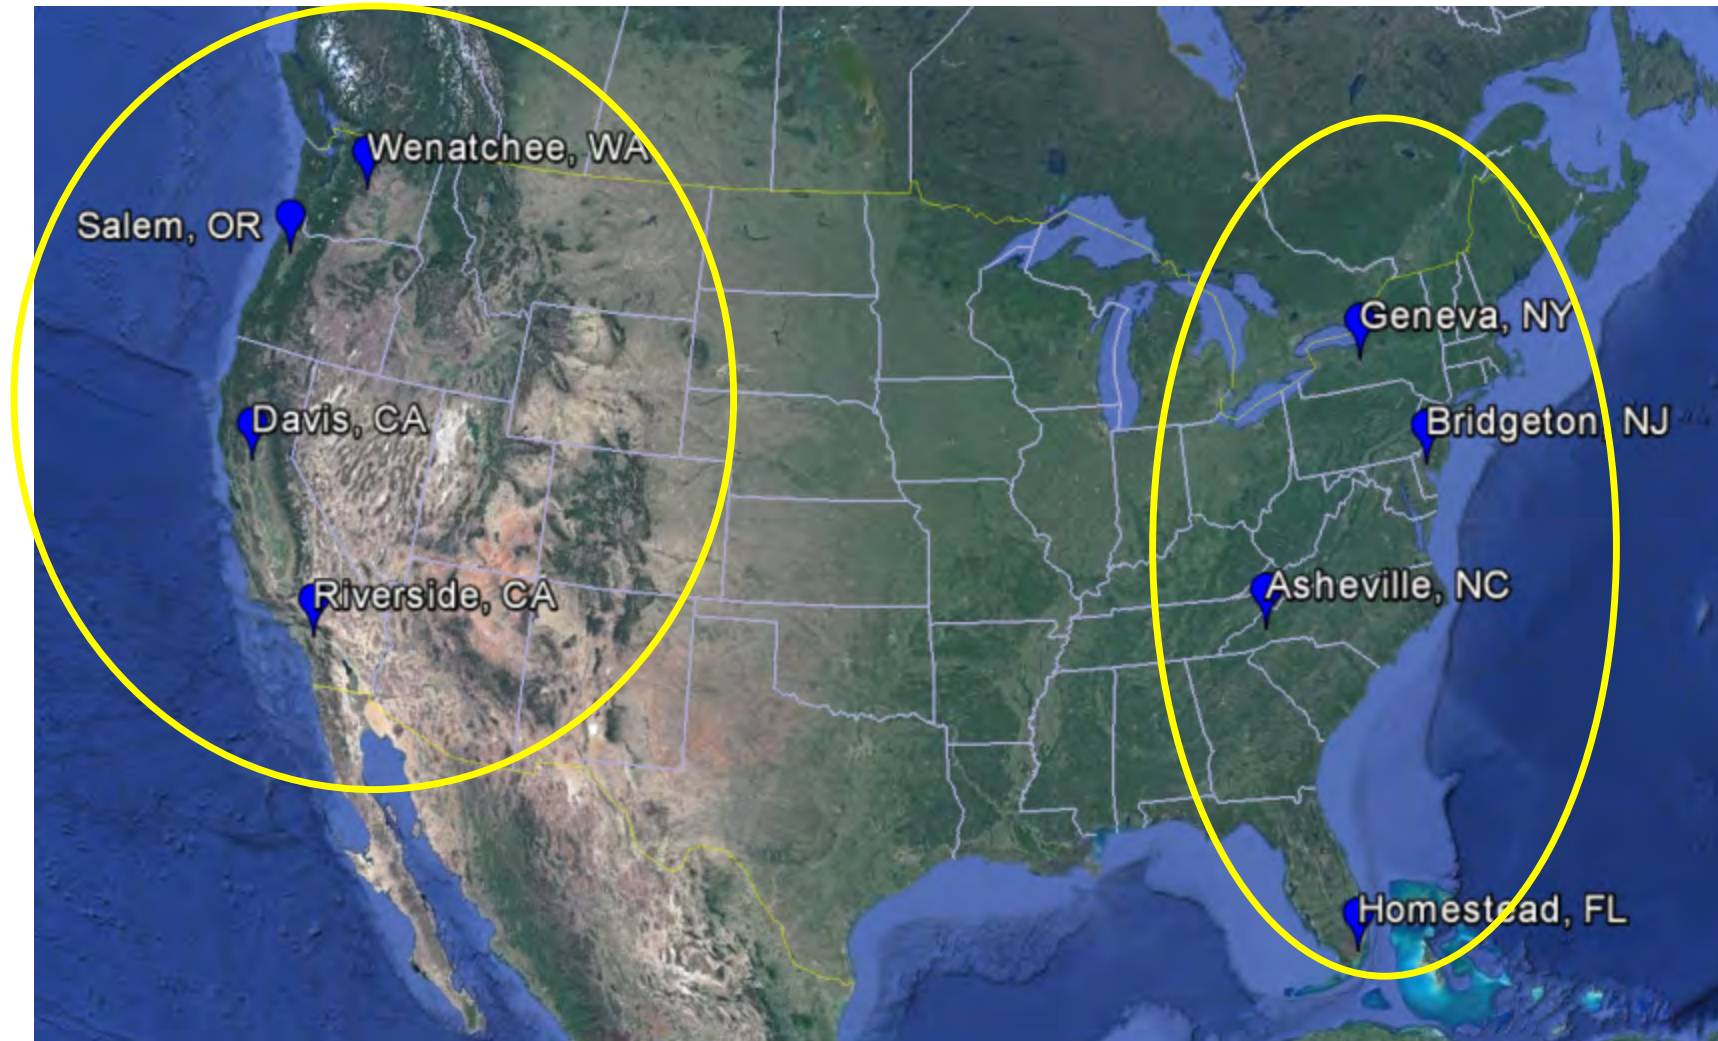 Wenatchee, WA
Salem, OR
Geneva, NY
Davis, CA
Bridgeton, NJ
Riverside, CA
Asheville, NC
Homestead, FL